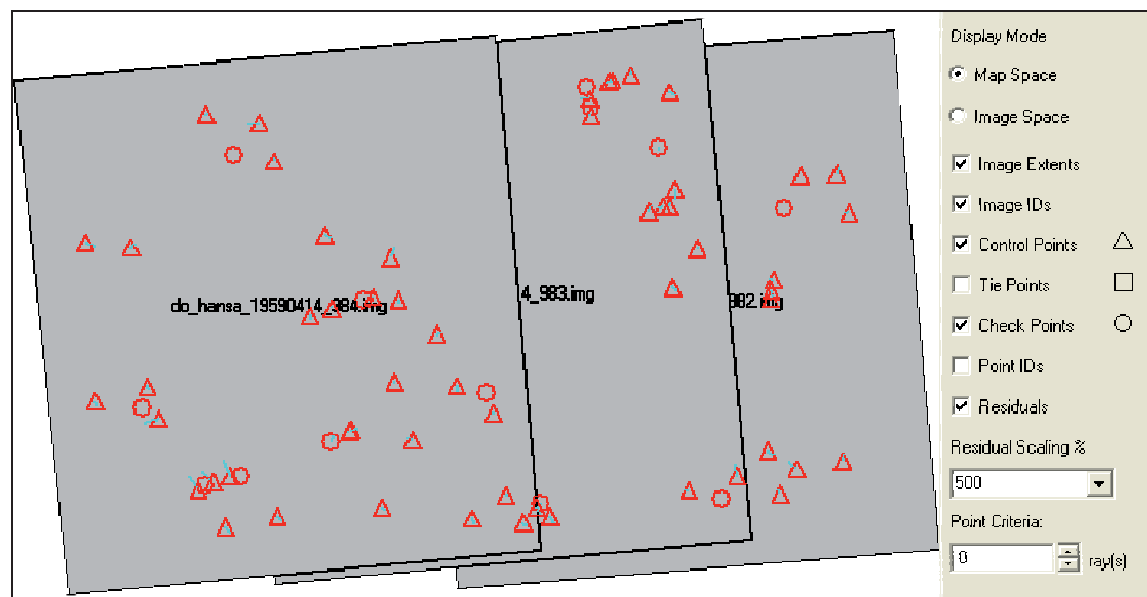 do_hansa_19590414_984.img
4_983.img
982.img
Display Mode
Map Space
Image Space
Image Extents
Image IDs
Control Points
Tie Points
Check Points
Point IDs
Residuals
Residual Scaling %
500
Point Criteria:
0 ray(s)